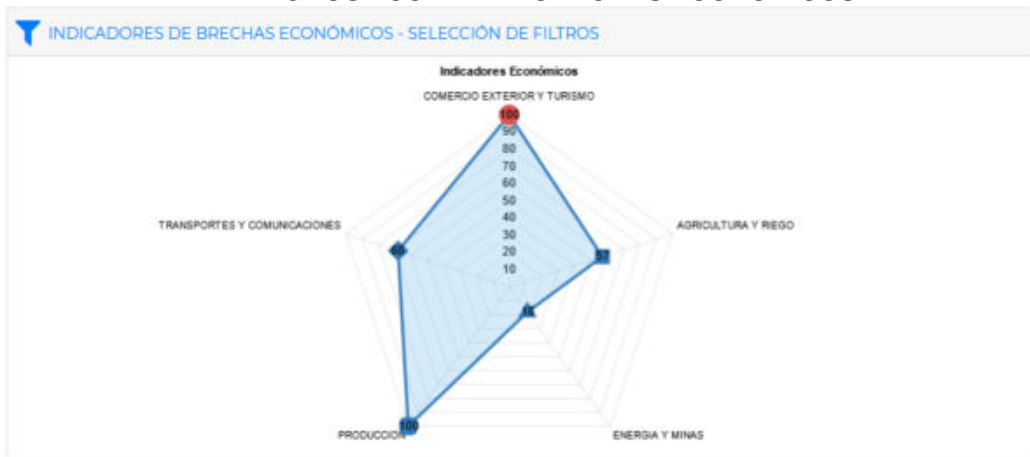 INDICADORES DE BRECHAS ECONÓMICOS - SELECCIÓN DE FILTROS
Indicadores Económicos
COMERCIO EXTERIOR Y TURISMO
100
90
80
70
60
50
40
30
20
10
TRANSPORTES Y COMUNICACIONES
AGRICULTURA Y RIEGO
57
100
PRODUCCION
ENERGIA Y MINAS